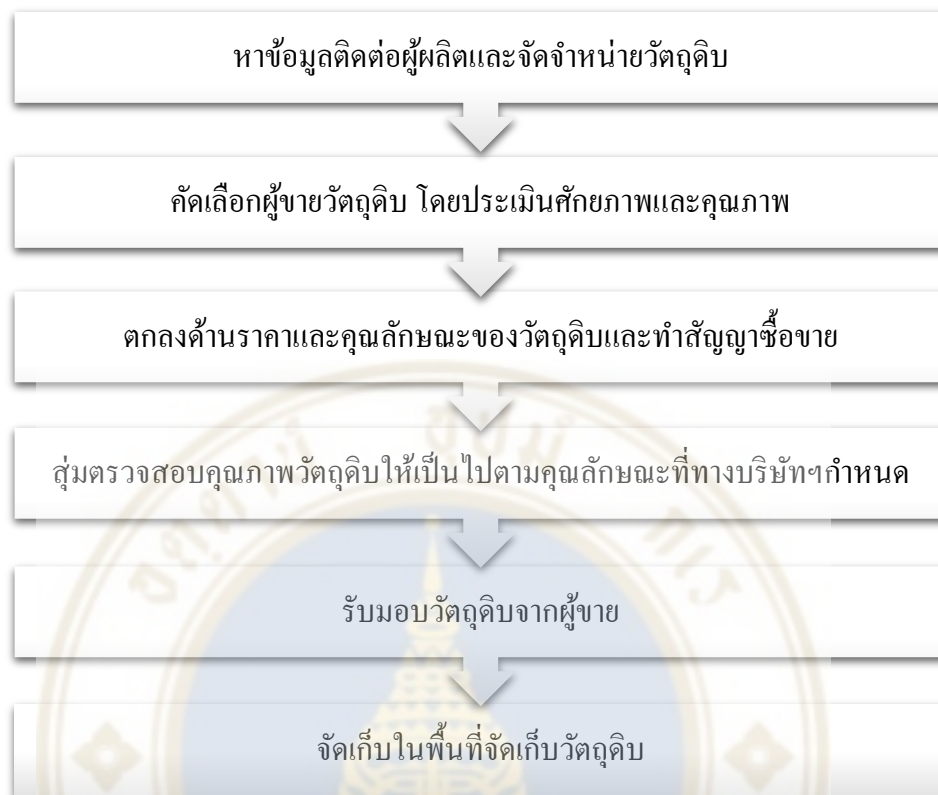 หาข้อมูลติดต่อผู้ผลิตและจัดจำหน่ายวัตถุดิบ
คัดเลือกผู้ขายวัตถุดิบ โดยประเมินศักยภาพและคุณภาพ
ตกลงด้านราคาและคุณลักษณะของวัตถุดิบและทำสัญญาซื้อขาย
สุ่มตรวจสอบคุณภาพวัตถุดิบให้เป็นไปตามคุณลักษณะที่ทางบริษัทฯกำหนด
รับมอบวัตถุดิบจากผู้ขาย
จัดเก็บในพื้นที่จัดเก็บวัตถุดิบ